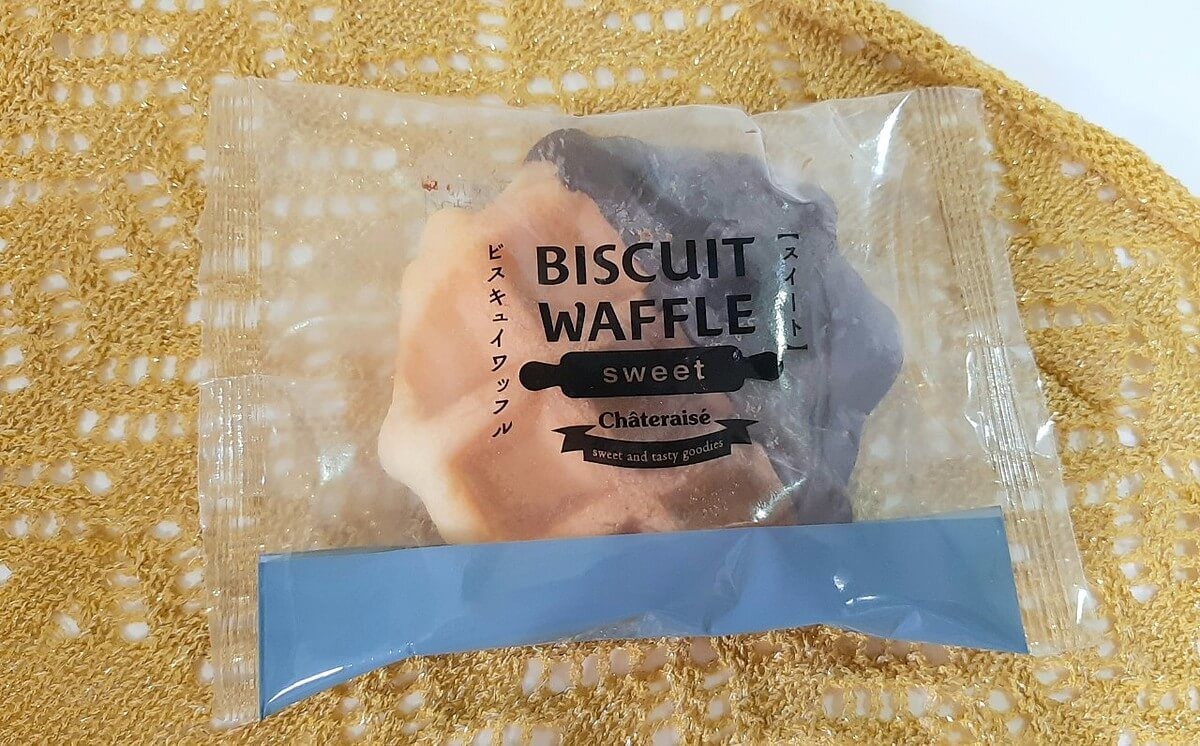 BISCUIT
WAFFLE
sweet
Châteraisé
sweet and tasty goodies
ビスキュイワッフル
【スイート】